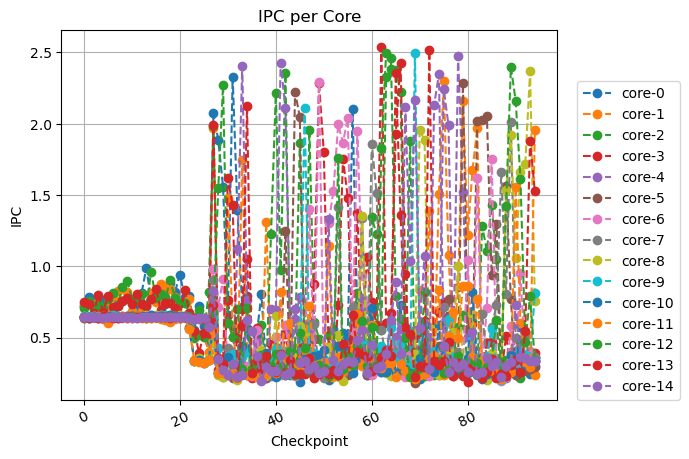 IPC per Core
IPC
2.5
2.0
1.5
1.0
0.5
0
20
40
60
80
Checkpoint
core-0
core-1
core-2
core-3
core-4
core-5
core-6
core-7
core-8
core-9
core-10
core-11
core-12
core-13
core-14